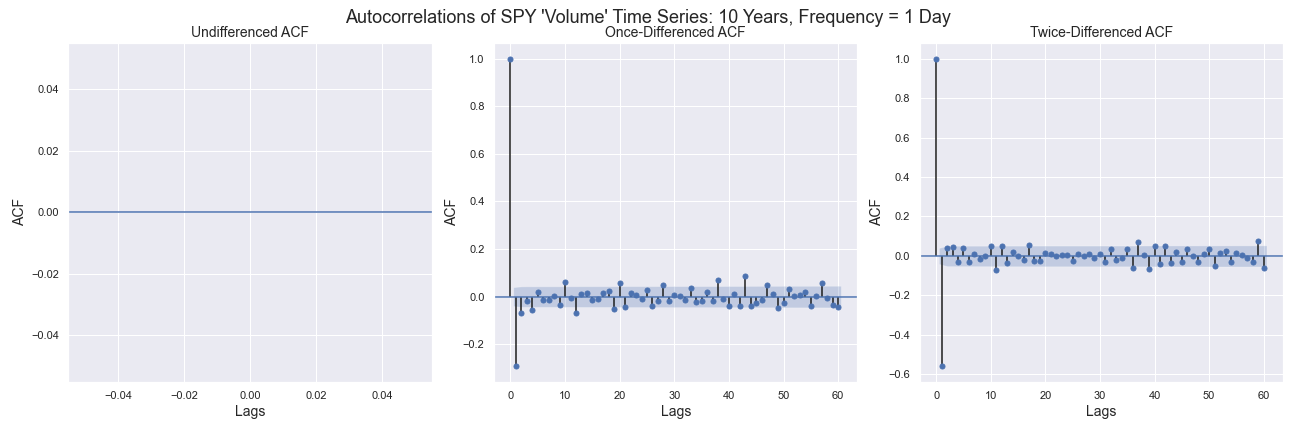 Autocorrelations of SPY 'Volume' Time Series: 10 Years, Frequency = 1 Day
Undifferenced ACF
ACF
0.04
0.02
0.00
−0.02
−0.04
−0.04 −0.02 0.00 0.02 0.04
Lags
Once-Differenced ACF
ACF
1.0
0.8
0.6
0.4
0.2
0.0
−0.2
0 10 20 30 40 50 60
Lags
Twice-Differenced ACF
ACF
1.0
0.8
0.6
0.4
0.2
0.0
−0.2
−0.4
−0.6
0 10 20 30 40 50 60
Lags